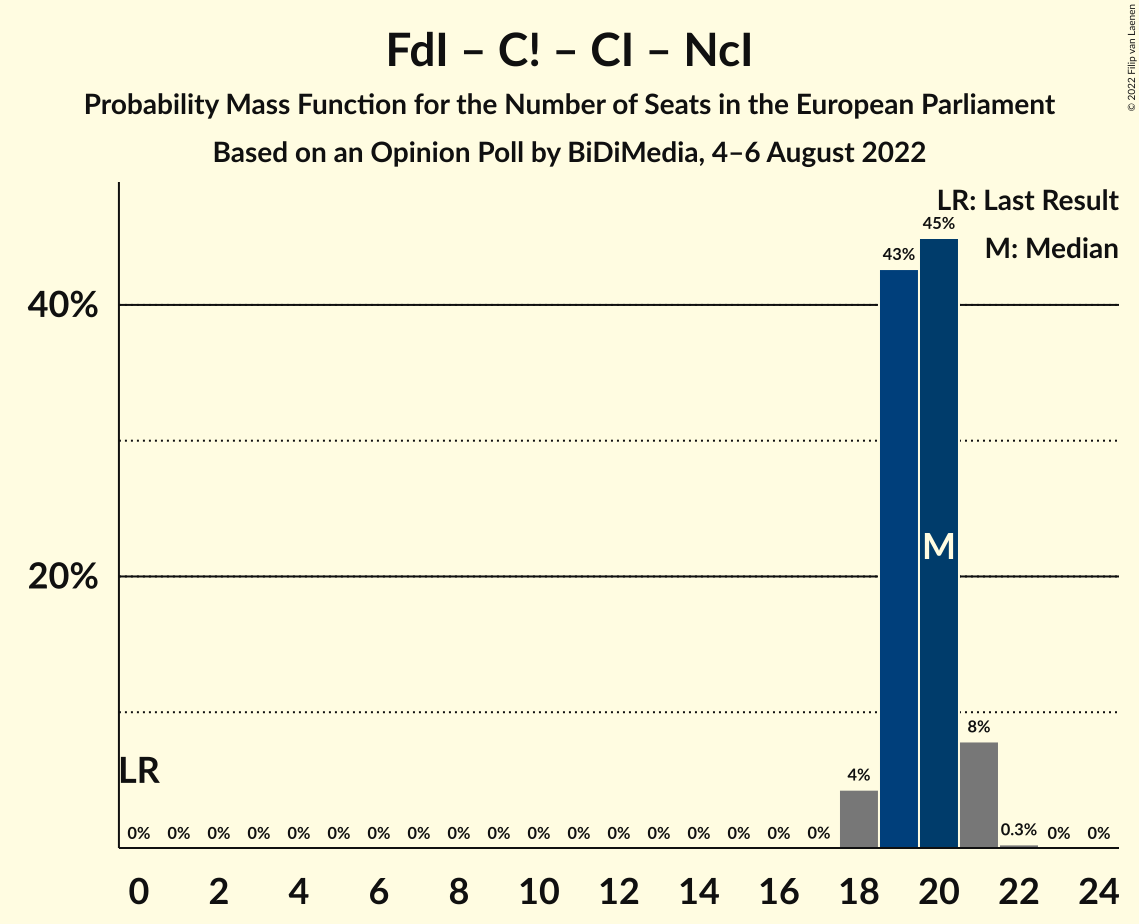 FdI – C! – CI – NcI
Probability Mass Function for the Number of Seats in the European Parliament
Based on an Opinion Poll by BiDiMedia, 4–6 August 2022
© 2022 Filip van Laenen
LR: Last Result
M: Median
40%
20%
LR
0% 0% 0% 0% 0% 0% 0% 0% 0% 0% 0% 0% 0% 0% 0% 0% 0% 0% 4% 43% 45% 8% 0.3% 0% 0%
M
0 2 4 6 8 10 12 14 16 18 20 22 24